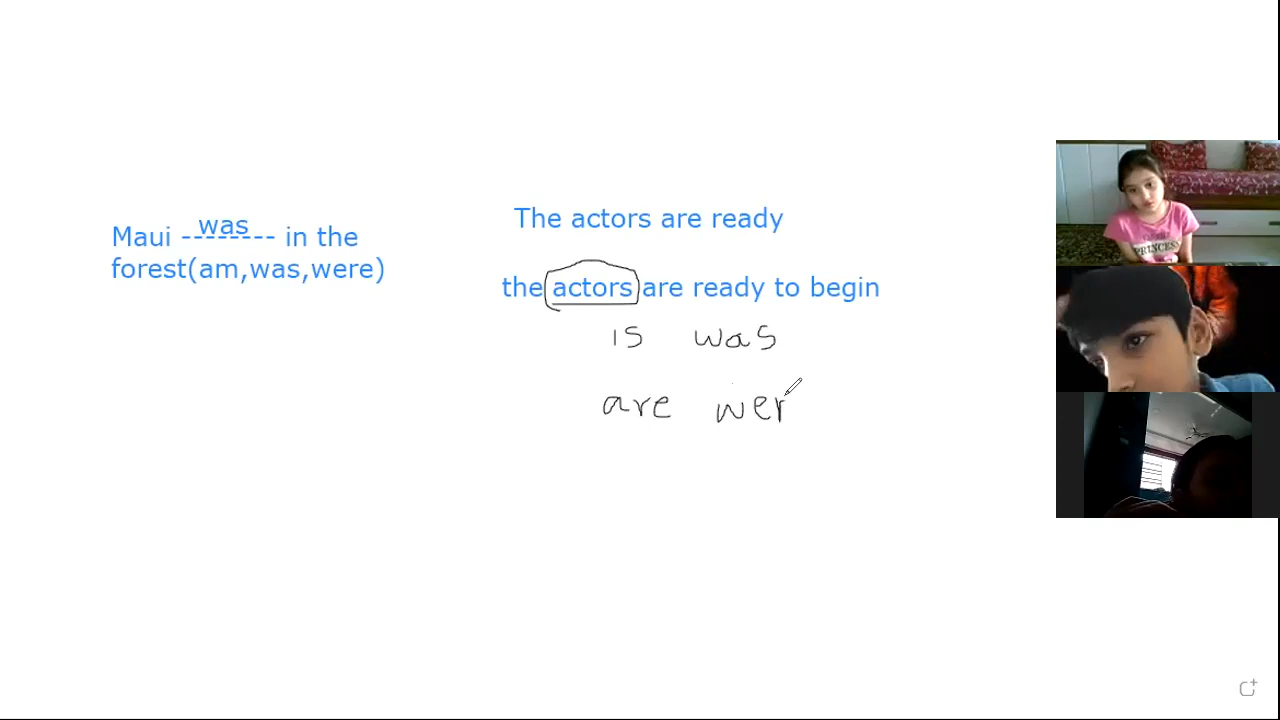 Maui -------- in the
was
forest(am,was,were)
The actors are ready
the actors are ready to begin
is was
are wer
PRINCESS